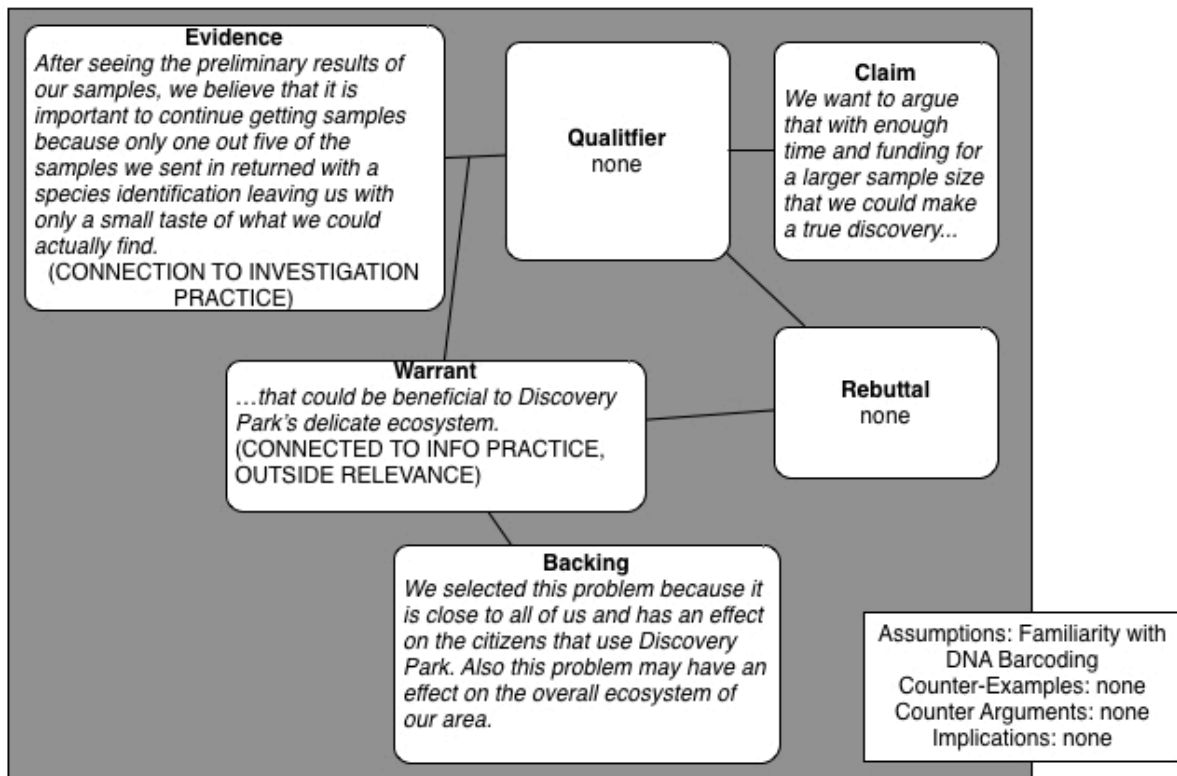 Evidence
After seeing the preliminary results of
our samples, we believe that it is
important to continue getting samples
because only one out five of the
samples we sent in returned with a
species identification leaving us with
only a small taste of what we could
actually find.
(CONNECTION TO INVESTIGATION
PRACTICE)
Qualitfier
none
Claim
We want to argue
that with enough
time and funding for
a larger sample size
that we could make
a true discovery...
Warrant
…that could be beneficial to Discovery
Park's delicate ecosystem.
(CONNECTED TO INFO PRACTICE,
OUTSIDE RELEVANCE)
Rebuttal
none
Backing
We selected this problem because it
is close to all of us and has an effect
on the citizens that use Discovery
Park. Also this problem may have an
effect on the overall ecosystem of
our area.
Assumptions: Familiarity with
DNA Barcoding
Counter-Examples: none
Counter Arguments: none
Implications: none